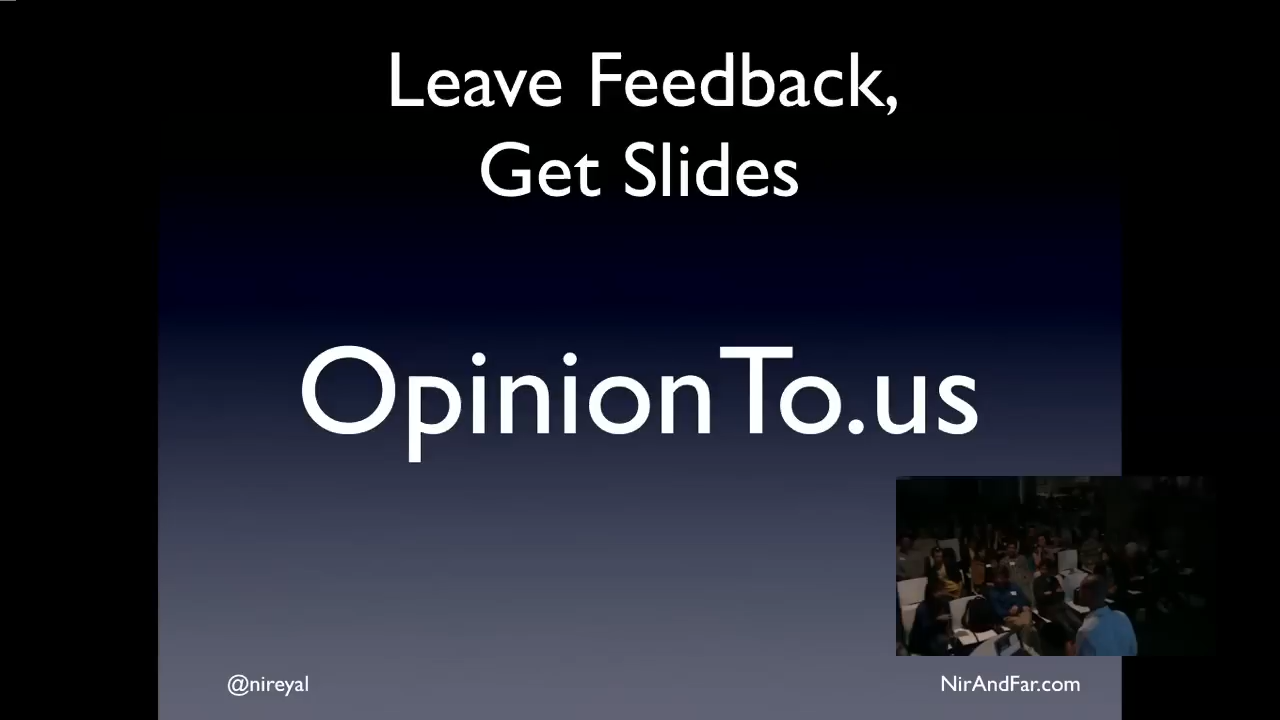 Leave Feedback,
Get Slides
OpinionTo.us
@nireyal
NirAndFar.com